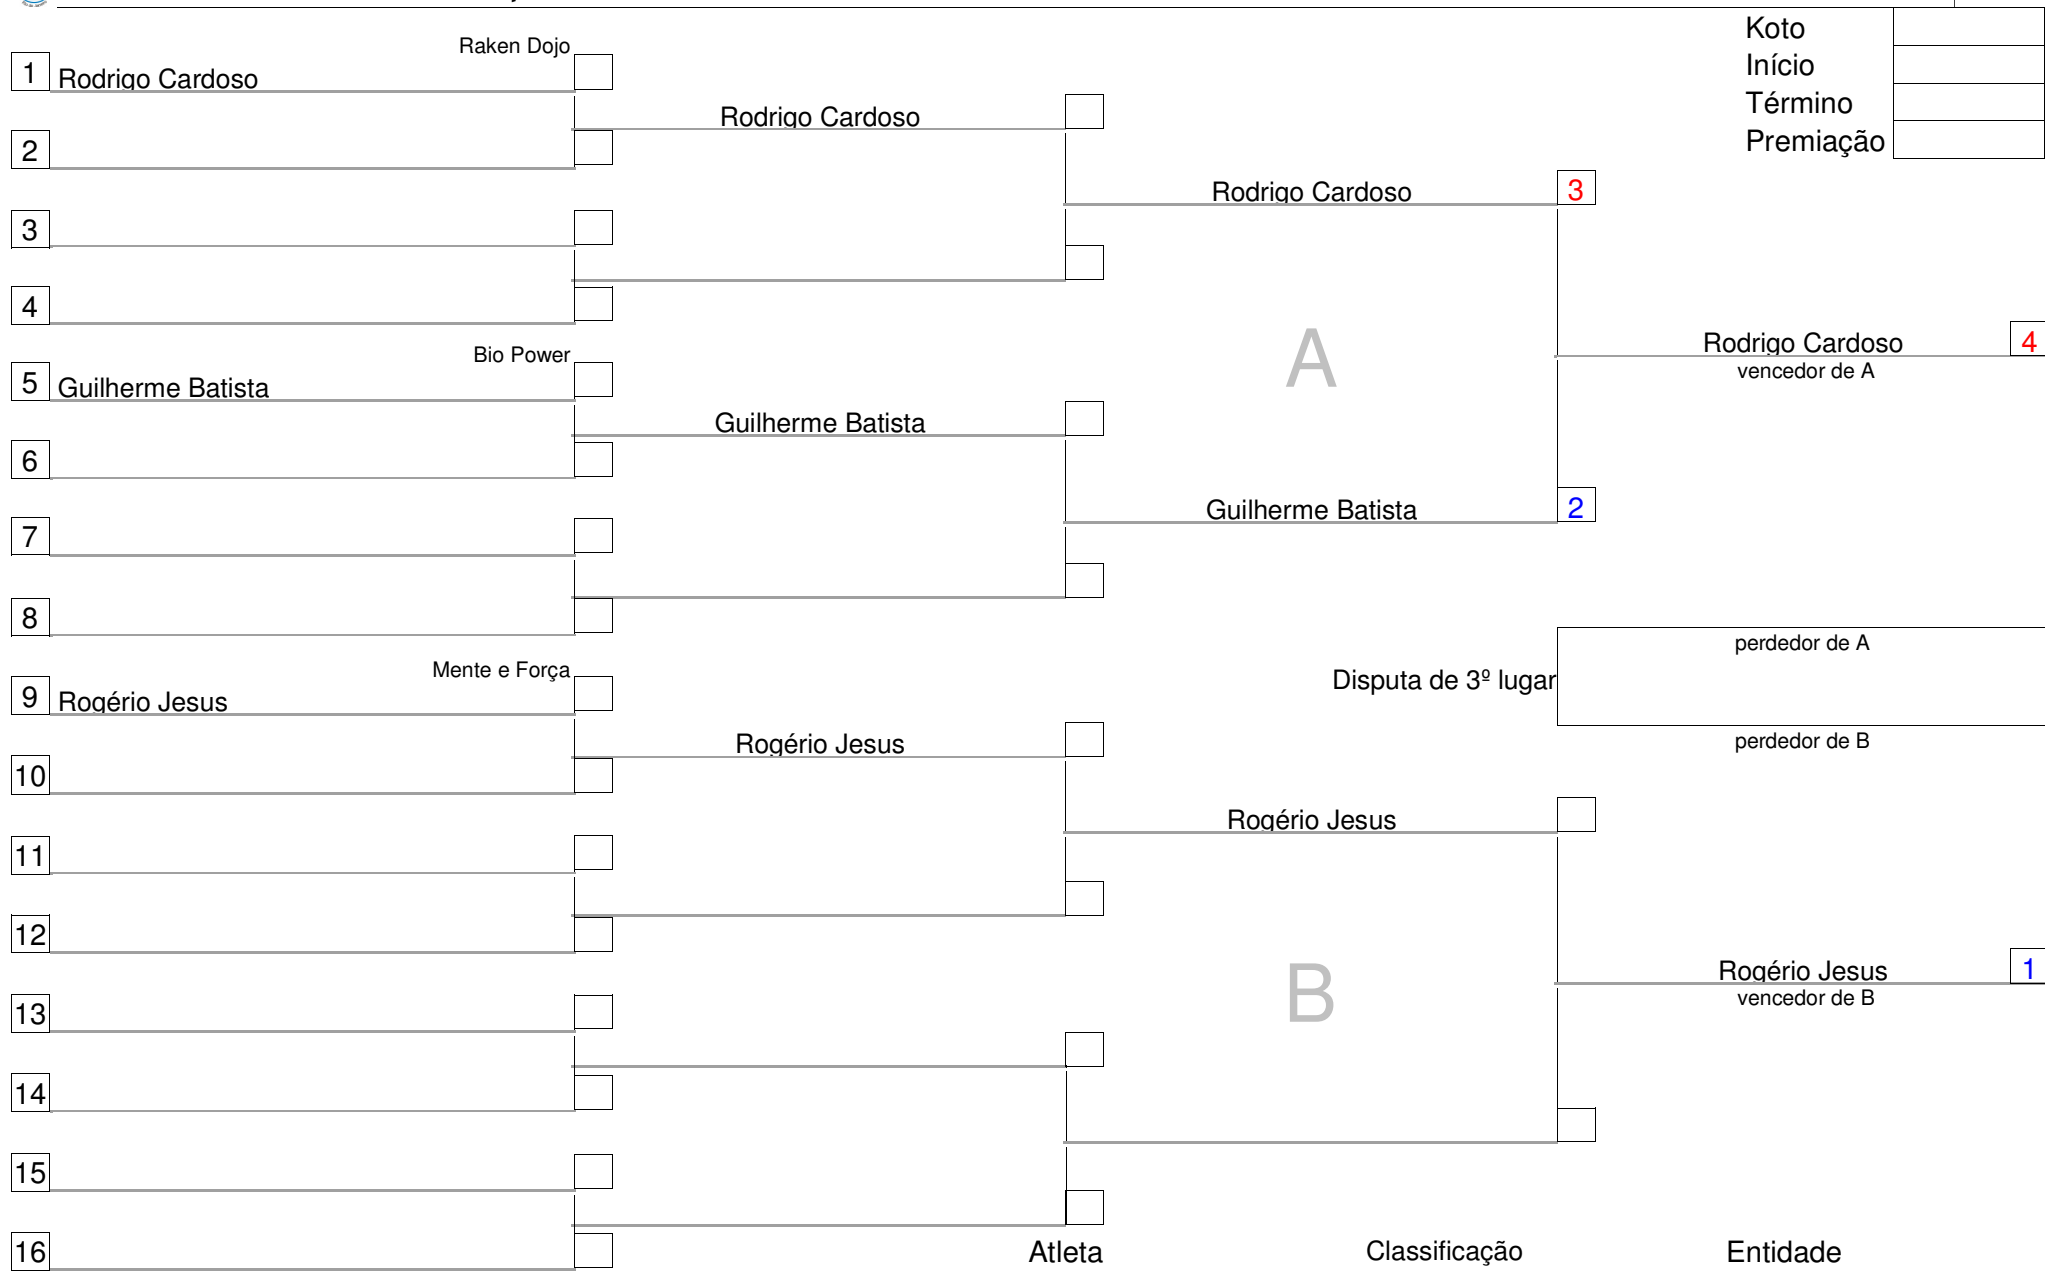 Koto
Início
Término
Premiação
Raken Dojo
1 Rodrigo Cardoso
Rodrigo Cardoso
2
Rodrigo Cardoso 3
3
4
A
Rodrigo Cardoso 4
vencedor de A
Bio Power
5 Guilherme Batista
Guilherme Batista
6
Guilherme Batista 2
7
8
perdedor de A
Disputa de 3º lugar
perdedor de B
Mente e Força
9 Rogério Jesus
Rogério Jesus
10
Rogério Jesus
11
12
B
Rogério Jesus 1
vencedor de B
13
14
15
16
Atleta Classificação Entidade